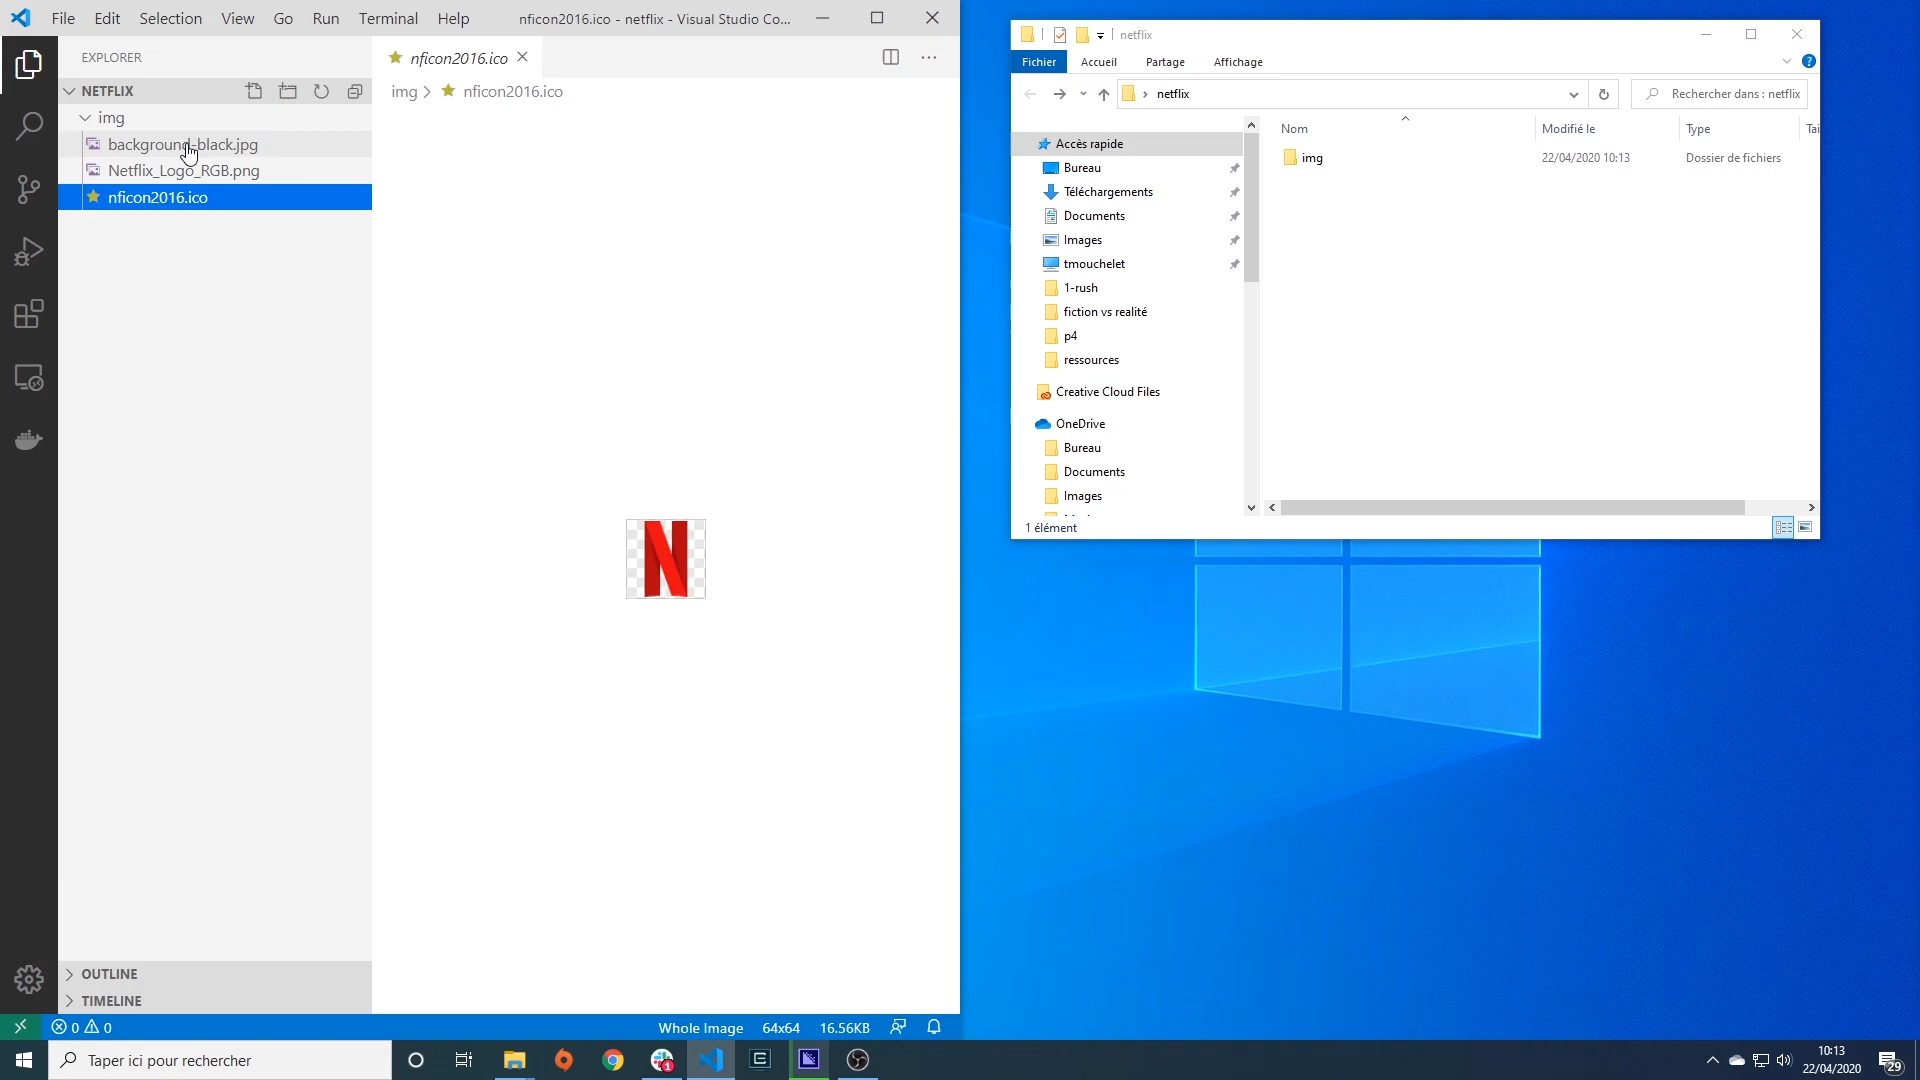 File Edit Selection View Go Run Terminal Help nficon2016.ico - netflix - Visual Studio Co...
EXPLORER
NETFLIX
img
background-black.jpg
Netflix_Logo_RGB.png
nficon2016.ico
OUTLINE
TIMELINE
nficon2016.ico
img > nficon2016.ico
N
0 0 Whole Image 64x64 16.56KB
netflix
Fichier Accueil Partage Affichage
netflix
Rechercher dans : netflix
Nom Modifié le Type Tai
img 22/04/2020 10:13 Dossier de fichiers
Accès rapide
Bureau
Téléchargements
Documents
Images
tmouchelet
1-rush
fiction vs realité
p4
ressources
Creative Cloud Files
OneDrive
Bureau
Documents
Images
1 élément
Taper ici pour rechercher
1
10:13
22/04/2020
29